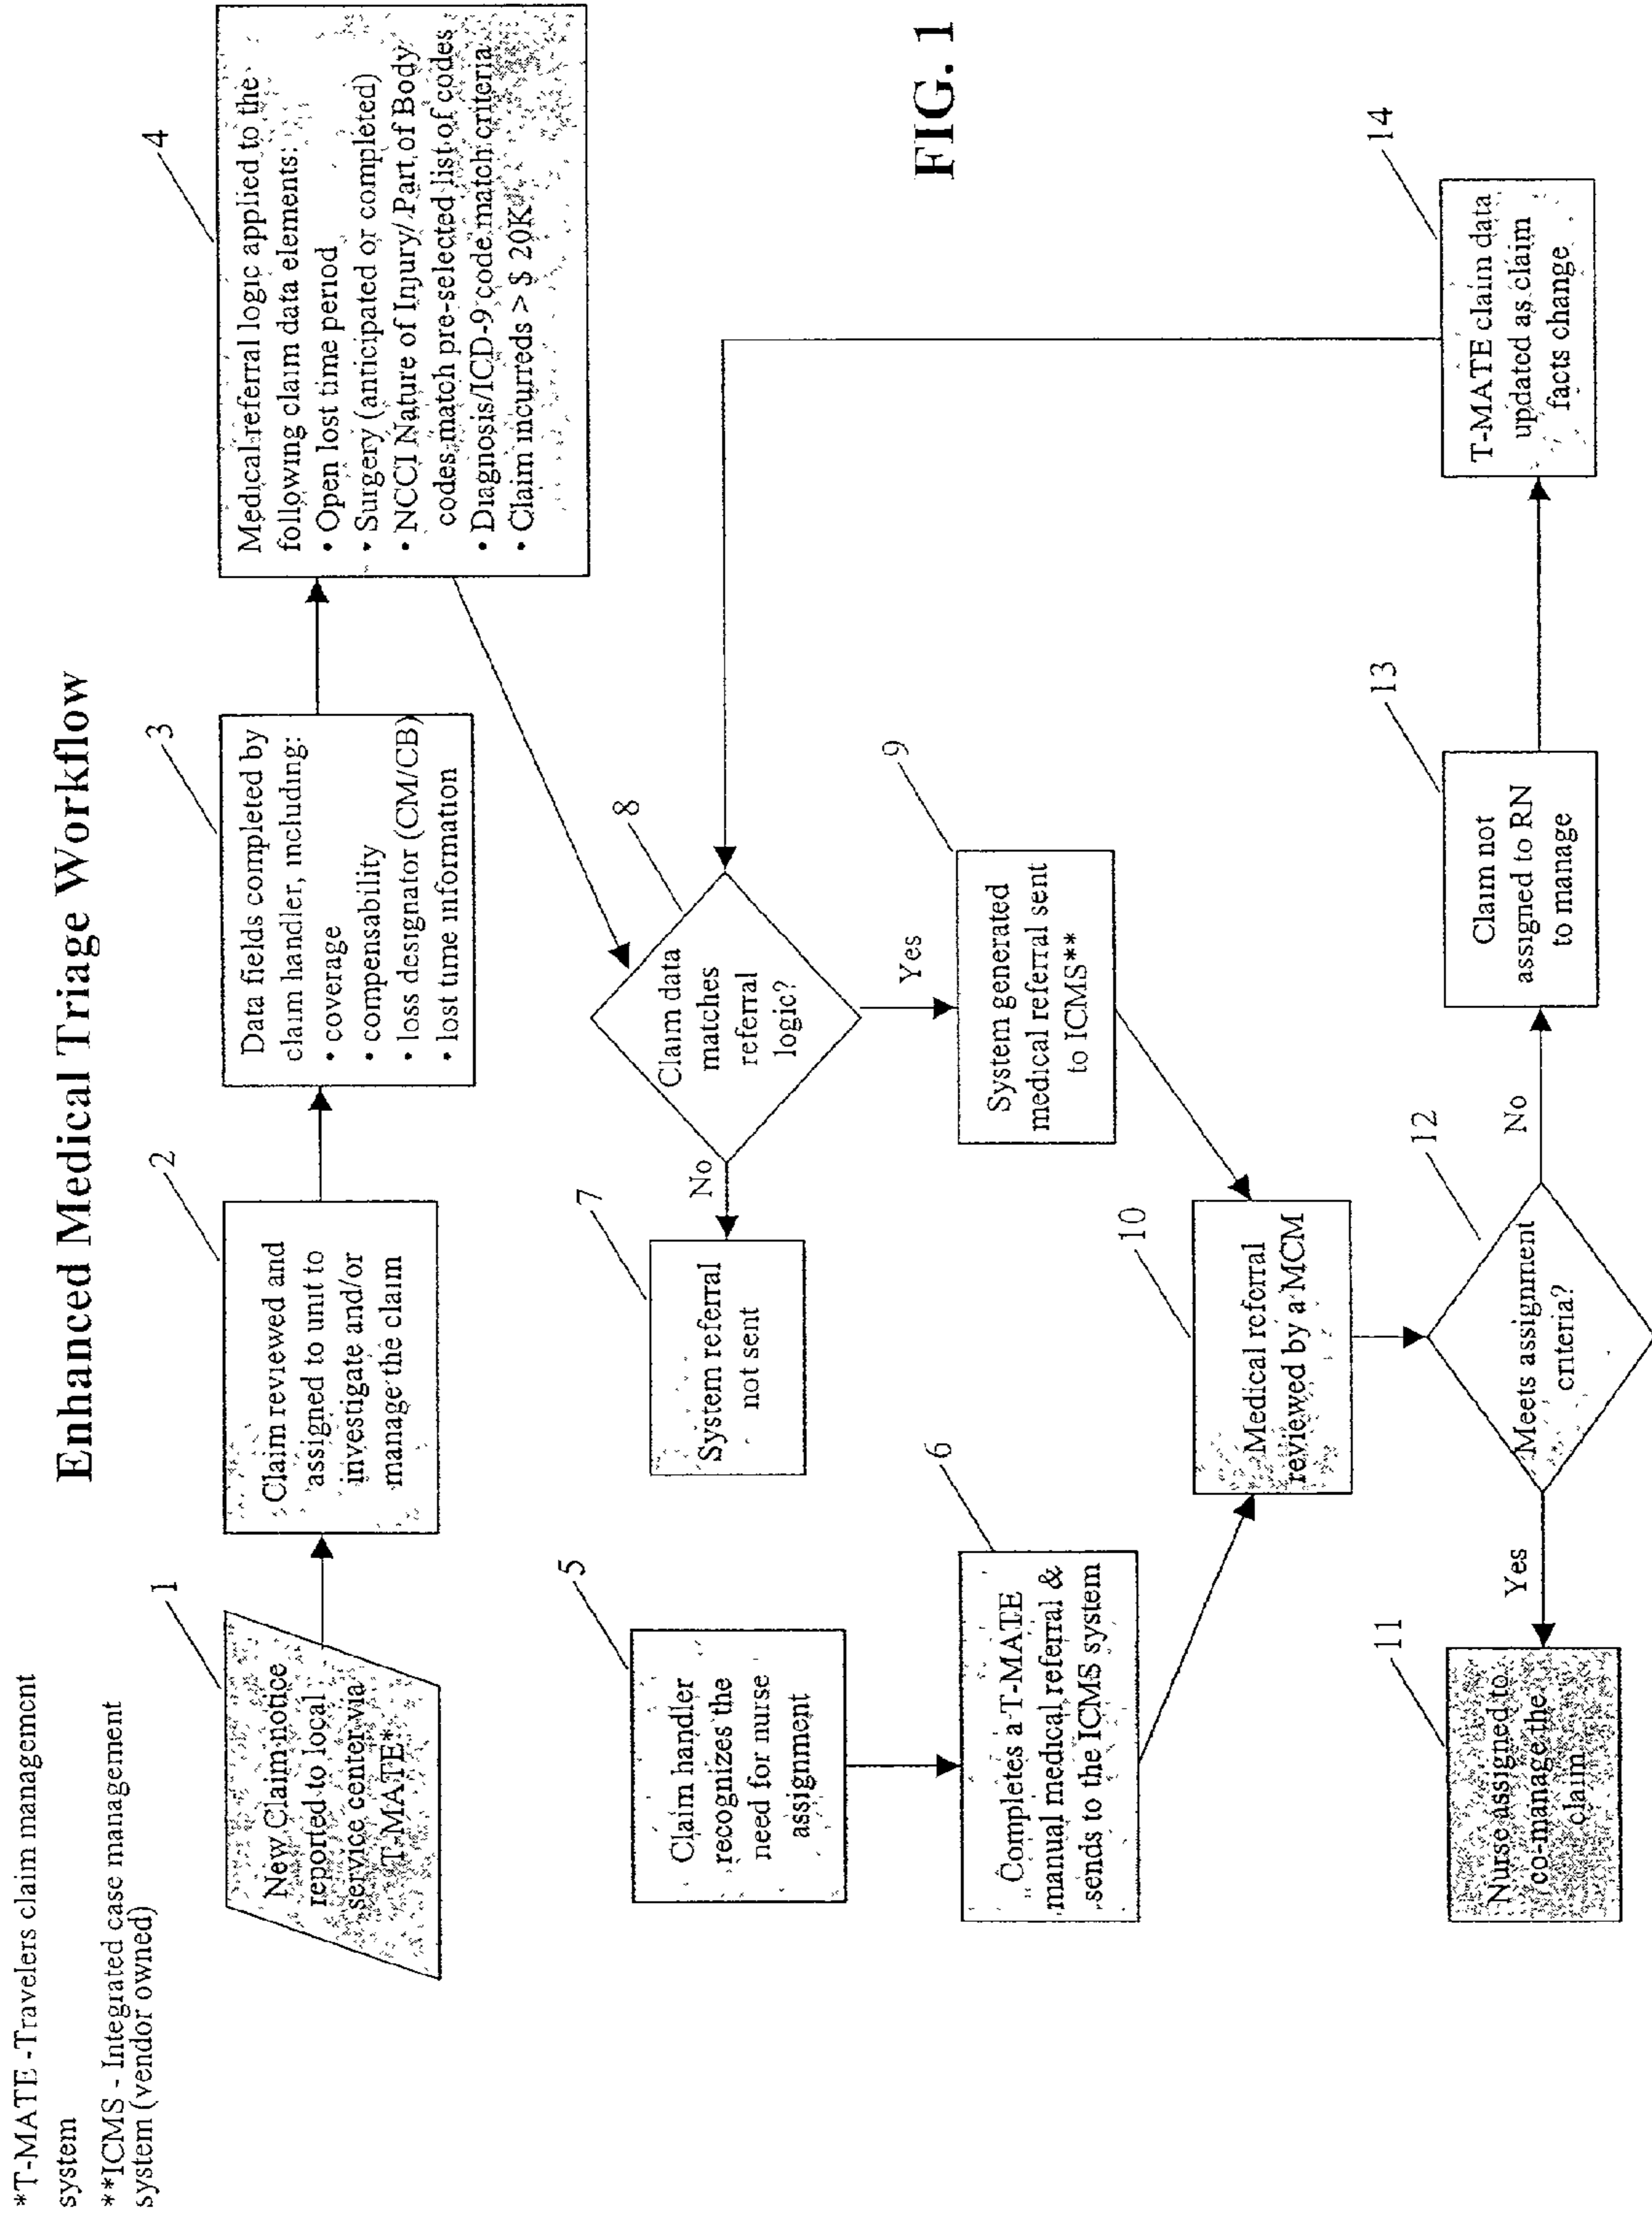 *T-MATE -Travelers claim management
system
**ICMS - Integrated case management
system (vendor owned)
Enhanced Medical Triage Workflow
1
New Claim notice
reported to local
service center via
T-MATE*
2
Claim reviewed and
assigned to unit to
investigate and/or
manage the claim
3
Data fields completed by
claim handler, including:
• coverage
• compensability
• loss designator (CM/CB)
• lost time information
4
Medical referral logic applied to the
following claim data elements:
• Open lost time period
• Surgery (anticipated or completed)
• NCCI Nature of Injury/ Part of Body
codes match pre-selected list of codes
• Diagnosis/ICD-9 code match criteria
• Claim incurreds > $ 20K
5
Claim handler
recognizes the
need for nurse
assignment
6
Completes a T-MATE
manual medical referral &
sends to the ICMS system
7
System referral
not sent
No
8
Claim data
matches
referral
logic?
Yes
9
System generated
medical referral sent
to ICMS**
10
Medical referral
reviewed by a MCM
11
Nurse assigned to
co-manage the
claim
Yes
12
Meets assignment
criteria?
No
13
Claim not
assigned to RN
to manage
14
T-MATE claim data
updated as claim
facts change
FIG. 1